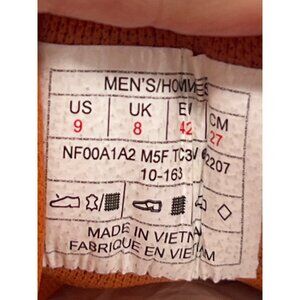 MEN'S/HOMMES
US UK EU CM
9 8 42 27
NF00A1A2 M5F
10-163
MADE IN VIETNAM
FABRIQUE EN VIETNAM